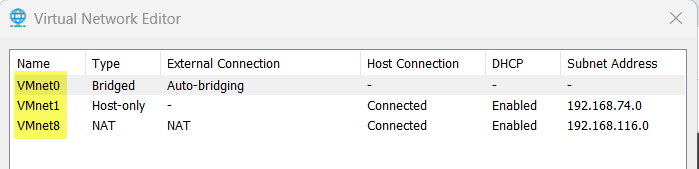 Virtual Network Editor
Name Type External Connection Host Connection DHCP Subnet Address
VMnet0 Bridged Auto-bridging - - -
VMnet1 Host-only - Connected Enabled 192.168.74.0
VMnet8 NAT NAT Connected Enabled 192.168.116.0